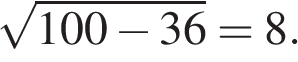 √100 − 36 = 8.